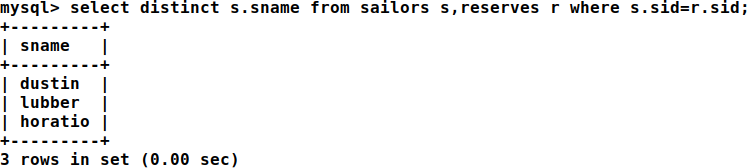 mysql> select distinct s.sname from sailors s,reserves r where s.sid=r.sid;
+---------+
| sname   |
+---------+
| dustin  |
| lubber  |
| horatio |
+---------+
3 rows in set (0.00 sec)